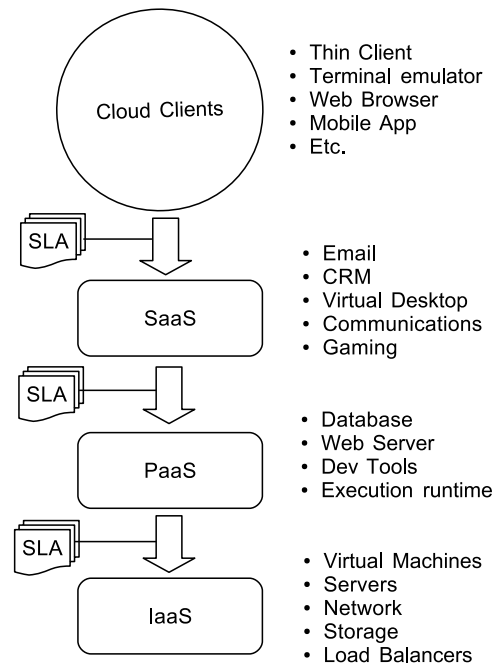 Cloud Clients
• Thin Client
• Terminal emulator
• Web Browser
• Mobile App
• Etc.
SLA
SaaS
• Email
• CRM
• Virtual Desktop
• Communications
• Gaming
SLA
PaaS
• Database
• Web Server
• Dev Tools
• Execution runtime
SLA
IaaS
• Virtual Machines
• Servers
• Network
• Storage
• Load Balancers